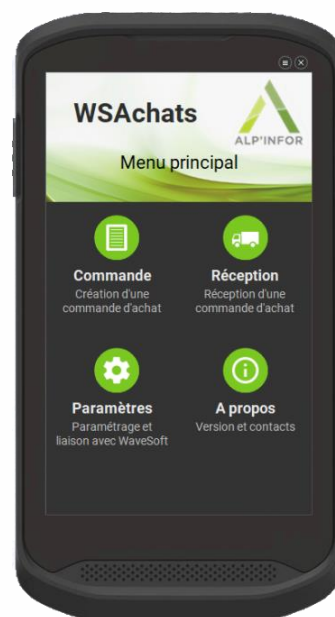 WSAchats
ALP'INFOR
Menu principal
Commande
Création d'une
commande d'achat
Réception
Réception d'une
commande d'achat
Paramètres
Paramétrage et
liaison avec WaveSoft
A propos
Version et contacts